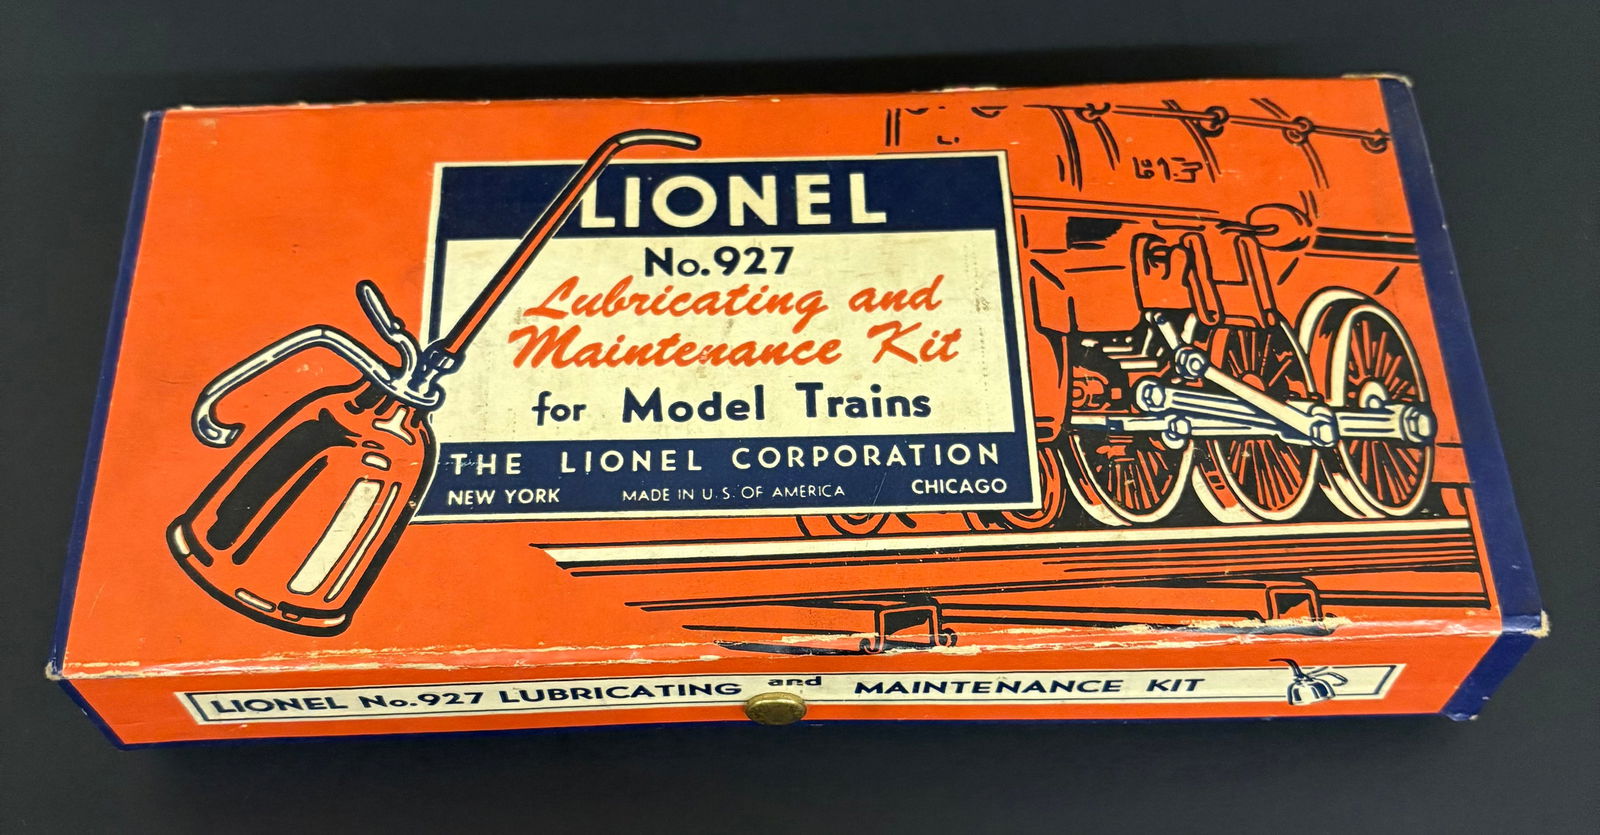 LIONEL
No.927
Lubricating and
Maintenance Kit
for Model Trains
THE LIONEL CORPORATION
NEW YORK MADE IN U.S. OF AMERICA CHICAGO
LIONEL No.927 LUBRICATING and MAINTENANCE KIT